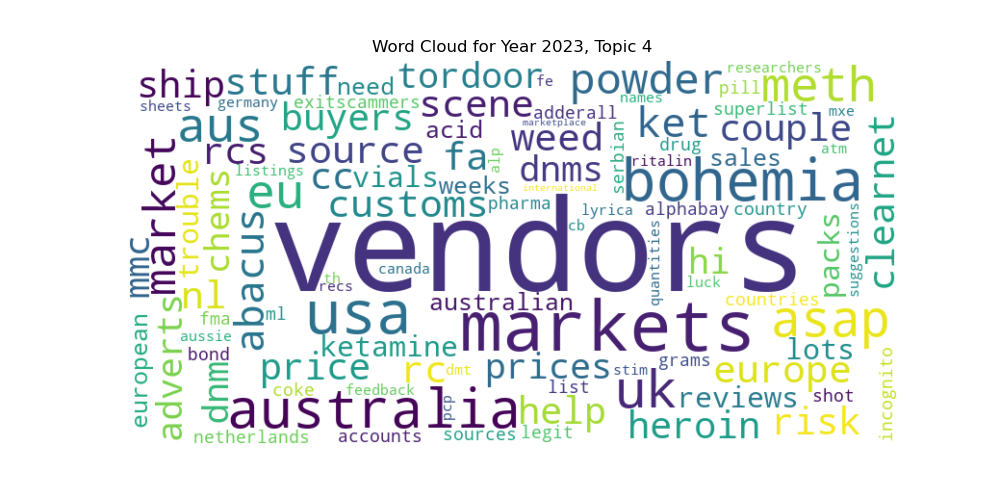 Word Cloud for Year 2023, Topic 4
ship stuff need tordoor fe powder researchers pill meth
sheets germany exitscammers scene names superlist mxe
aus buyers acid adderall marketplace weed ket couple atm
rcs source fa alp dnms serbian drug ritalin sales
market trouble listings eu cc vials weeks international bohemia clearnet
chems customs pharma lyrica alphabay country
mmc abacus vendors cb quantities packs suggestions
nl th canada recs hi luck
ml usa australian markets countries asap
european adverts fma aussie bond ketamine lots
dnm price rc dmt prices stim grams europe incognito
coke feedback pcp list uk reviews shot
australia help heroin risk
netherlands accounts sources legit